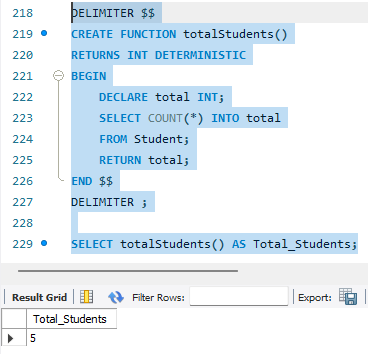 218 DELIMITER $$
219 CREATE FUNCTION totalStudents()
220 RETURNS INT DETERMINISTIC
221 BEGIN
222 DECLARE total INT;
223 SELECT COUNT(*) INTO total
224 FROM Student;
225 RETURN total;
226 END $$
227 DELIMITER ;
228
229 SELECT totalStudents() AS Total_Students;
Result Grid Filter Rows: Export:
Total_Students
5